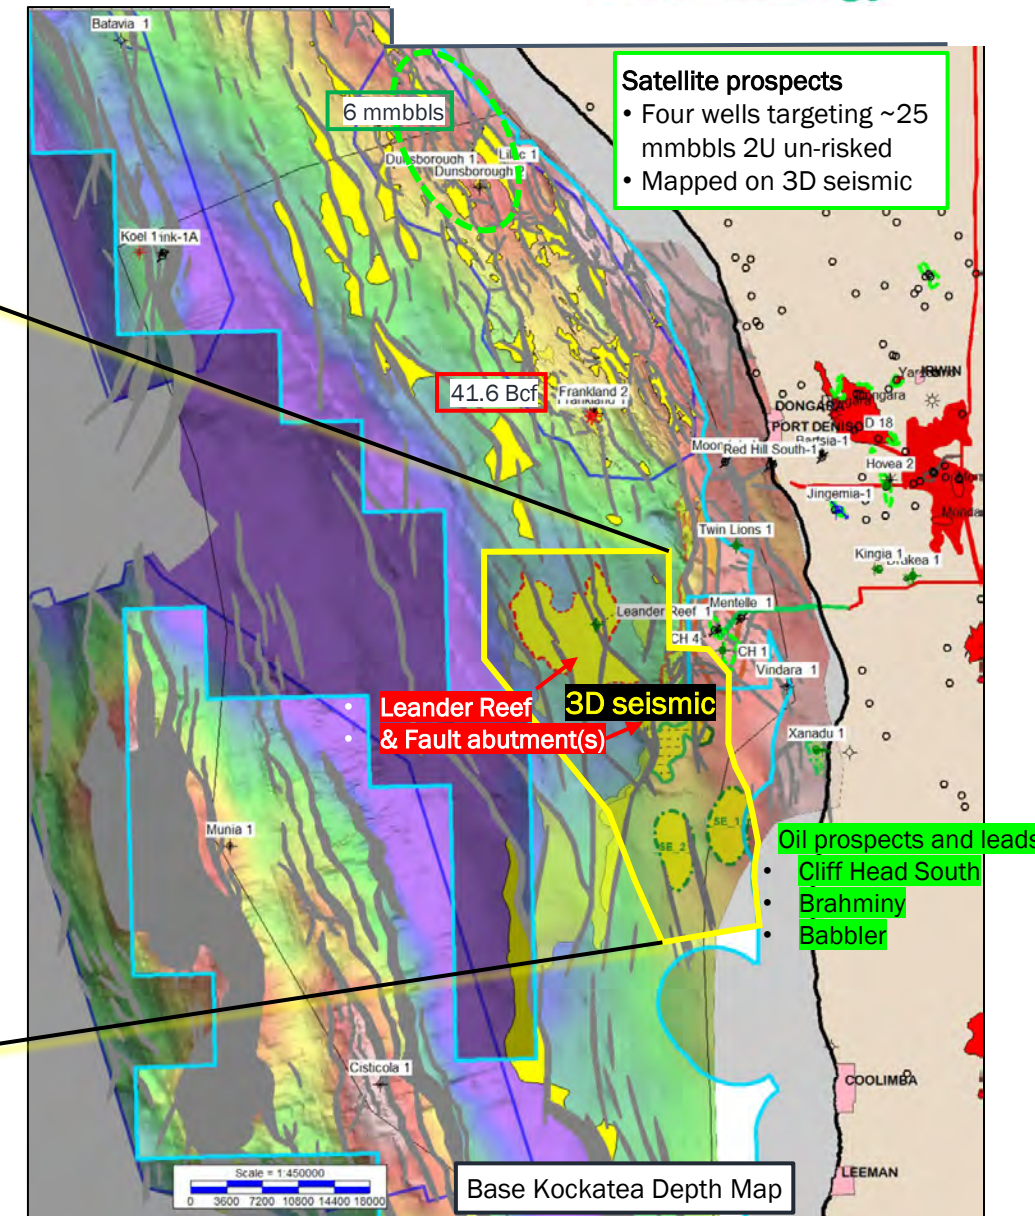 Batavia 1
Satellite prospects
• Four wells targeting ~25
mmbbls 2U un-risked
• Mapped on 3D seismic
6 mmbbls
Lilac 1
Dunsborough 1
Dunsborough 2
Koel 1
ink-1A
41.6 Bcf
Frankland 2
IRWIN
DONGARA
PORT DENISO
D 18
Red Hill South-1
Hovea 2
Jingemia-1
Twin Lions 1
Kingia 1
Leander Reef 1
Mentelle 1
CH 4
CH 1
Vindara 1
• Leander Reef
• & Fault abutment(s)
3D seismic
Xanadu 1
Munia 1
SE_1
SE_2
Oil prospects and leads
• Cliff Head South
• Brahminy
• Babbler
Cisticola 1
COOLIMBA
LEEMAN
Scale = 1:450000
0 3600 7200 10800 14400 18000
Base Kockatea Depth Map